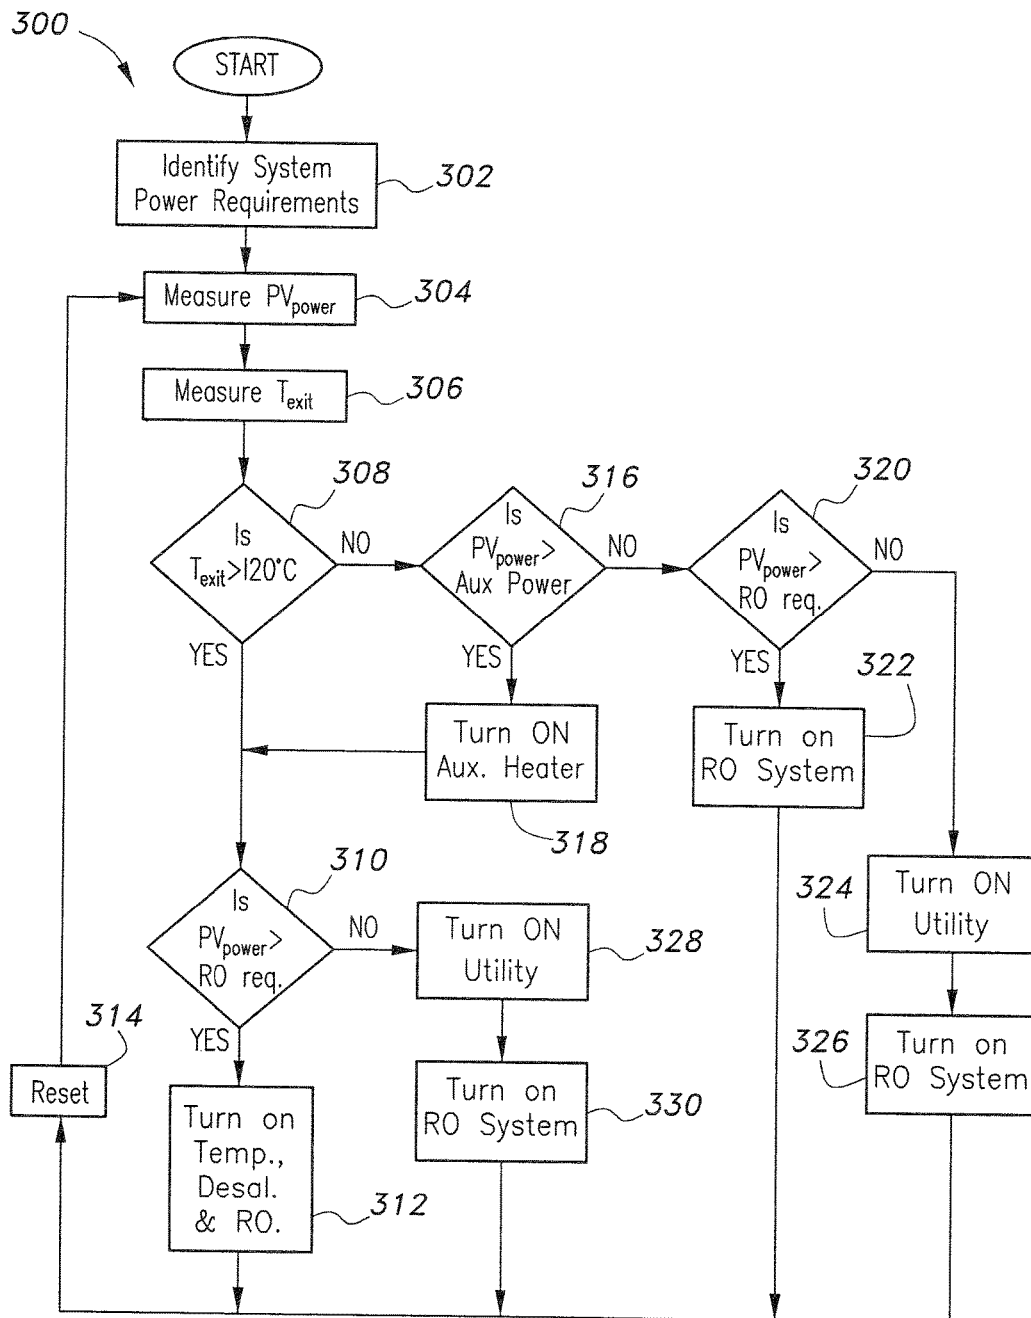 300
START
Identify System
Power Requirements
302
Measure PVpower
304
Measure Texit
306
308
Is
Texit>120°C
NO
YES
316
Is
PVpower>
Aux Power
NO
YES
320
Is
PVpower>
RO req.
NO
YES
Turn ON
Aux. Heater
318
Turn on
RO System
322
310
Is
PVpower>
RO req.
NO
YES
Turn ON
Utility
328
324
Turn ON
Utility
314
Reset
Turn on
Temp.,
Desal.
& RO.
312
Turn on
RO System
330
326
Turn on
RO System